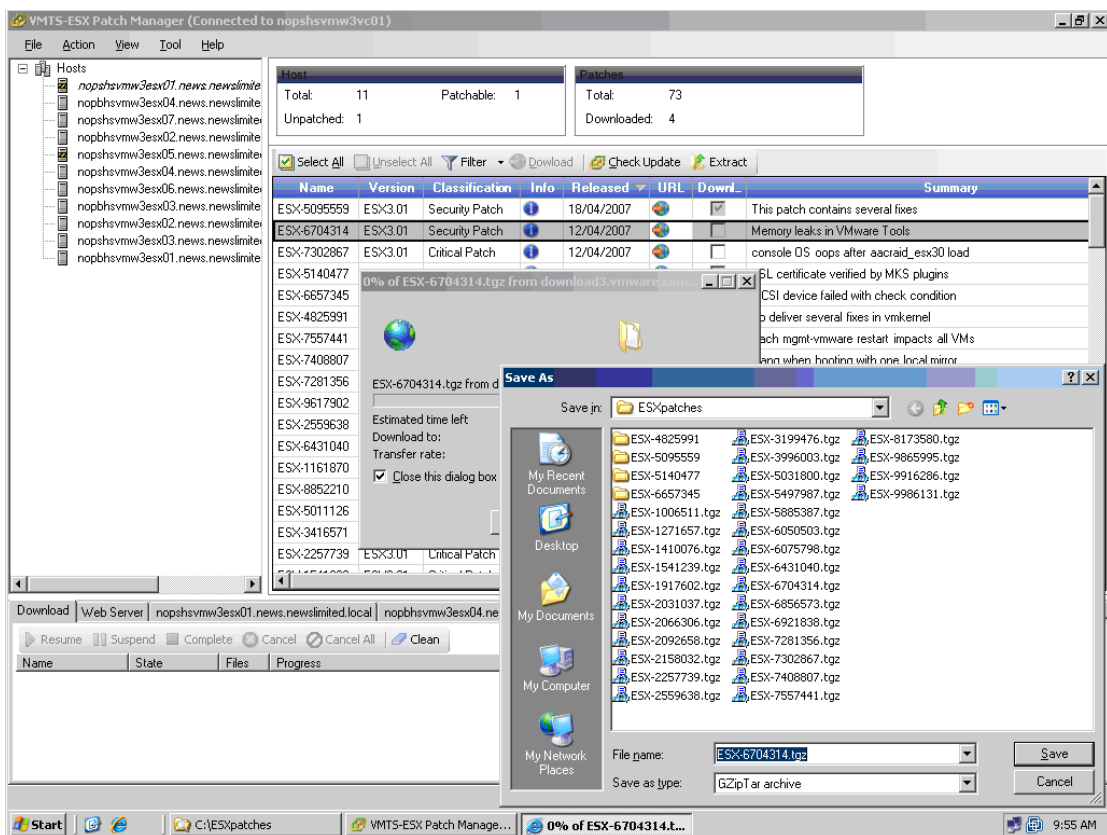 VMTS-ESX Patch Manager (Connected to nopshsvmw3vc01)
File Action View Tool Help
Hosts
nopshsvmw3esx01.news.newslimite
nopbhsvmw3esx04.news.newslimite
nopshsvmw3esx07.news.newslimite
nopbhsvmw3esx02.news.newslimite
nopshsvmw3esx05.news.newslimite
nopshsvmw3esx04.news.newslimite
nopshsvmw3esx06.news.newslimite
nopbhsvmw3esx03.news.newslimite
nopshsvmw3esx02.news.newslimite
nopshsvmw3esx03.news.newslimite
nopbhsvmw3esx01.news.newslimite
Host
Total: 11 Patchable: 1
Unpatched: 1
Patches
Total: 73
Downloaded: 4
Select All Unselect All Filter Dowload Check Update Extract
Name Version Classification Info Released URL Downl... Summary
ESX-5095559 ESX3.01 Security Patch 18/04/2007 This patch contains several fixes
ESX-6704314 ESX3.01 Security Patch 12/04/2007 Memory leaks in VMware Tools
ESX-7302867 ESX3.01 Critical Patch 12/04/2007 console OS oops after aacraid_esx30 load
ESX-5140477 SL certificate verified by MKS plugins
ESX-6657345 CSI device failed with check condition
ESX-4825991 o deliver several fixes in vmkernel
ESX-7557441 ach mgmt-vmware restart impacts all VMs
ESX-7408807 ang when booting with one local mirror
ESX-7281356
ESX-9617902
ESX-2559638
ESX-6431040
ESX-1161870
ESX-8852210
ESX-5011126
ESX-3416571
ESX-2257739 ESX3.01 Critical Patch
0% of ESX-6704314.tgz from download3.vmware.com...
ESX-6704314.tgz from d
Estimated time left
Download to:
Transfer rate:
Close this dialog box
Save As
Save in: ESXpatches
My Recent Documents
Desktop
My Documents
My Computer
My Network Places
ESX-4825991 ESX-3199476.tgz ESX-8173580.tgz
ESX-5095559 ESX-3996003.tgz ESX-9865995.tgz
ESX-5140477 ESX-5031800.tgz ESX-9916286.tgz
ESX-6657345 ESX-5497987.tgz ESX-9986131.tgz
ESX-1006511.tgz ESX-5885387.tgz
ESX-1271657.tgz ESX-6050503.tgz
ESX-1410076.tgz ESX-6075798.tgz
ESX-1541239.tgz ESX-6431040.tgz
ESX-1917602.tgz ESX-6704314.tgz
ESX-2031037.tgz ESX-6856573.tgz
ESX-2066306.tgz ESX-6921838.tgz
ESX-2092658.tgz ESX-7281356.tgz
ESX-2158032.tgz ESX-7302867.tgz
ESX-2257739.tgz ESX-7408807.tgz
ESX-2559638.tgz ESX-7557441.tgz
File name: ESX-6704314.tgz Save
Save as type: GZipTar archive Cancel
Download Web Server nopshsvmw3esx01.news.newslimited.local nopbhsvmw3esx04.ne
Resume Suspend Complete Cancel Cancel All Clean
Name State Files Progress
Start C:\ESXpatches VMTS-ESX Patch Manage... 0% of ESX-6704314.t... 9:55 AM